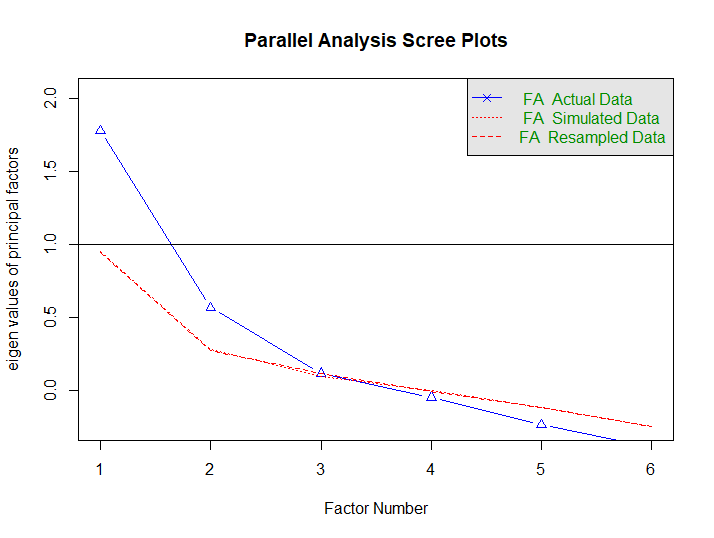 Parallel Analysis Scree Plots
FA  Actual Data
FA  Simulated Data
FA  Resampled Data
eigen values of principal factors
2.0
1.5
1.0
0.5
0.0
1 2 3 4 5 6
Factor Number